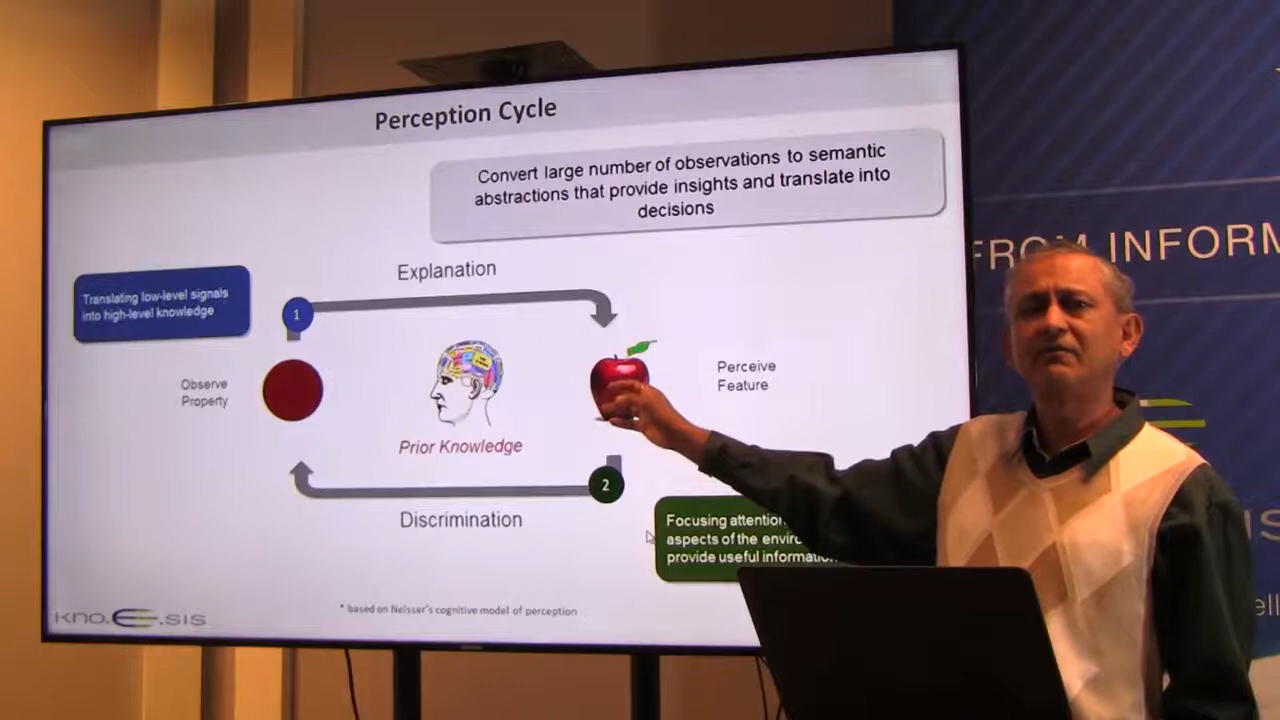 Perception Cycle
Convert large number of observations to semantic
abstractions that provide insights and translate into
decisions
Explanation
Translating low-level signals
into high-level knowledge
1
Observe
Property
Perceive
Feature
Prior Knowledge
2
Discrimination
Focusing attention
aspects of the
provide useful information
* based on Neisser's cognitive model of perception
kno.e.sis
FROM INFORM